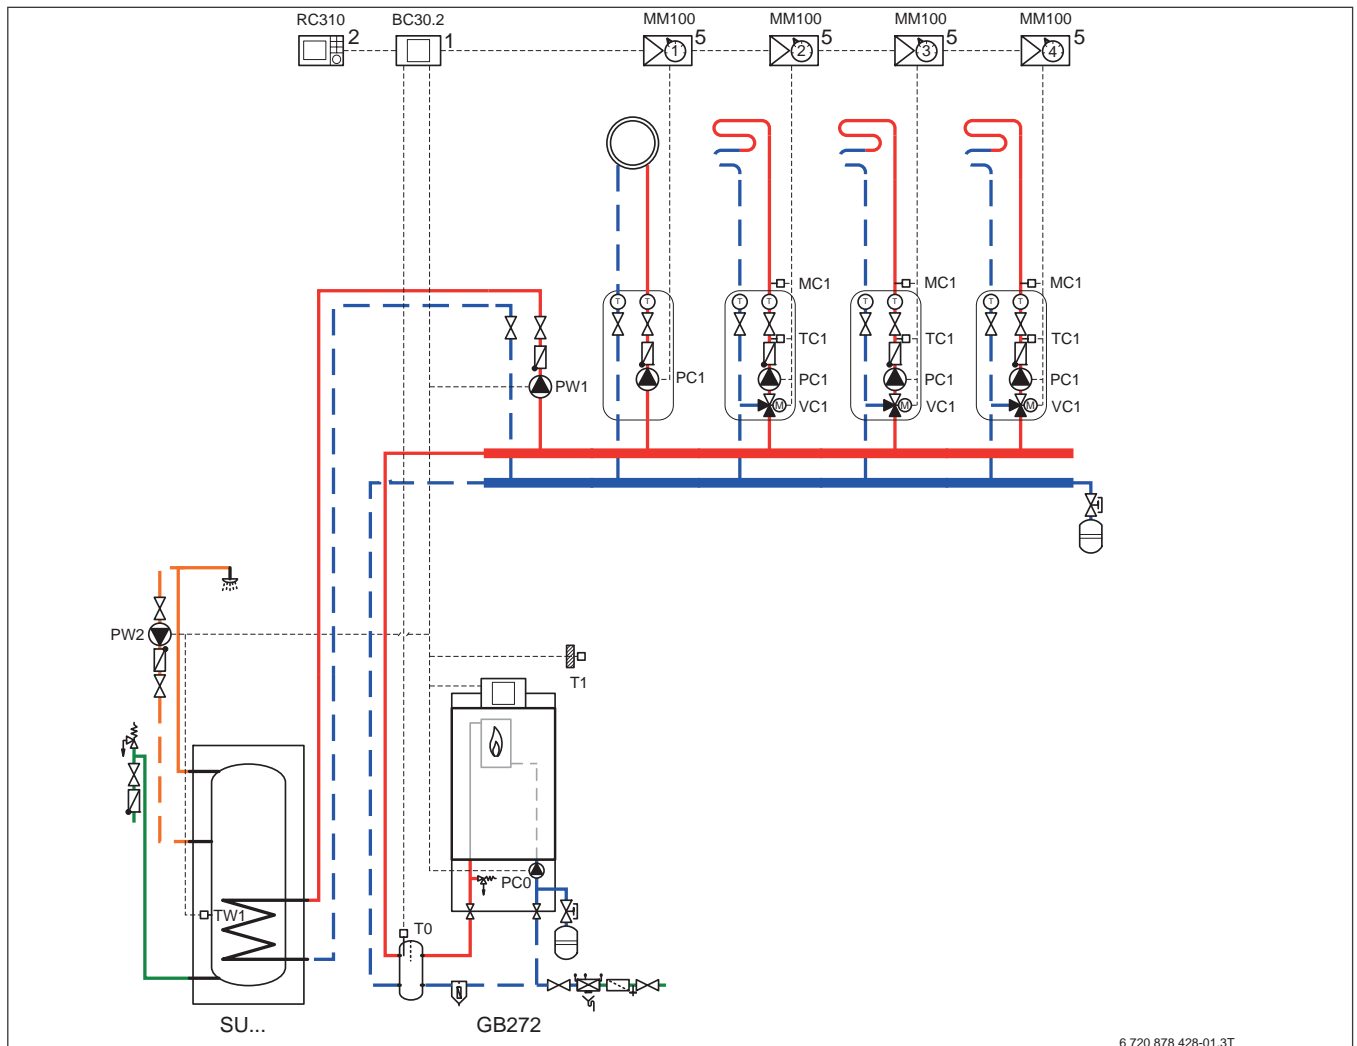 RC310 BC30.2 MM100 MM100 MM100 MM100
2 1 5 5 5 5
1 2 3 4
MC1 MC1 MC1
T T T T T T T T
TC1 TC1 TC1
PW1 PC1 PC1 PC1 PC1
M VC1 M VC1 M VC1
PW2
T1
PC0
TW1 T0
SU... GB272
6 720 878 428-01.3T